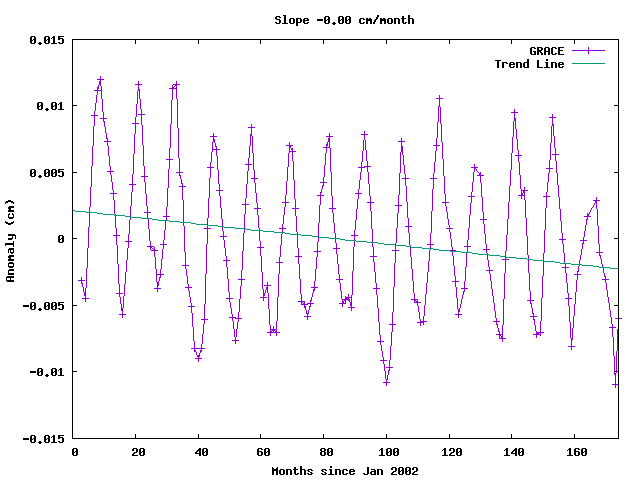 Slope -0.00 cm/month
0.015
GRACE
Trend Line
0.01
0.005
0
-0.005
-0.01
-0.015
Anomaly (cm)
0 20 40 60 80 100 120 140 160
Months since Jan 2002